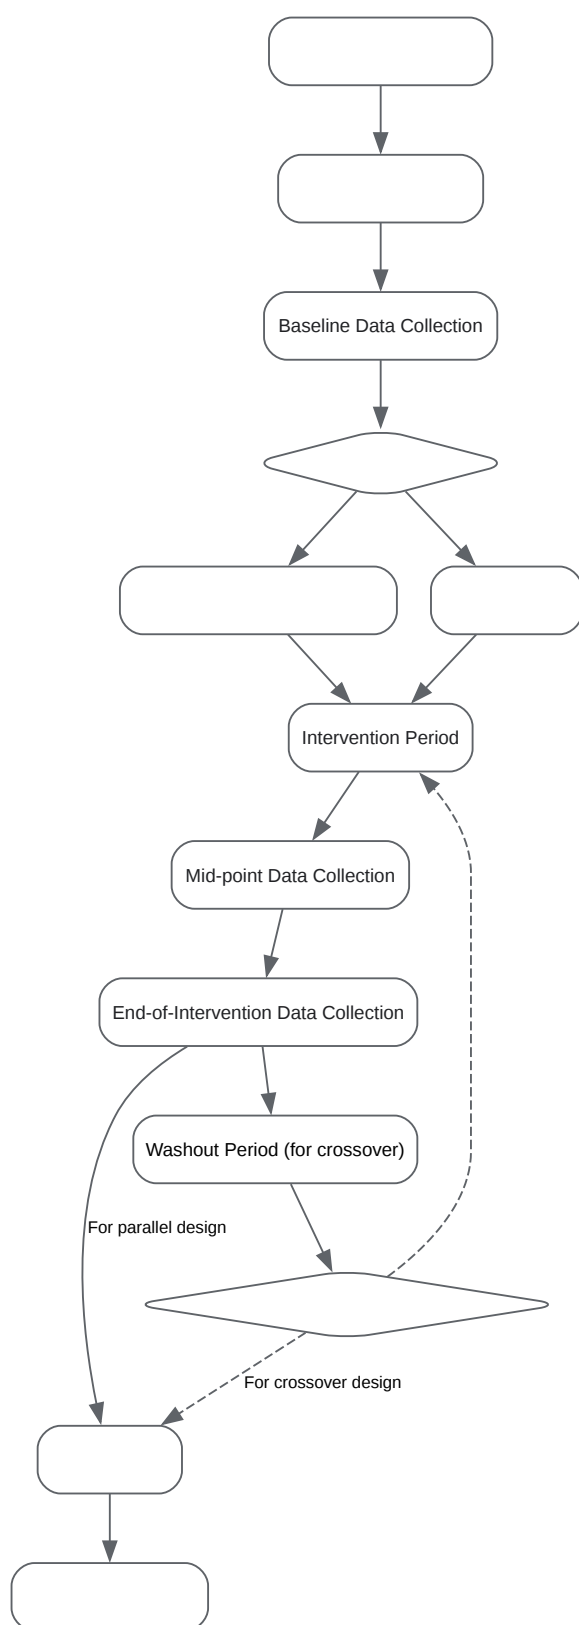 Baseline Data Collection
Intervention Period
Mid-point Data Collection
End-of-Intervention Data Collection
Washout Period (for crossover)
For parallel design
For crossover design